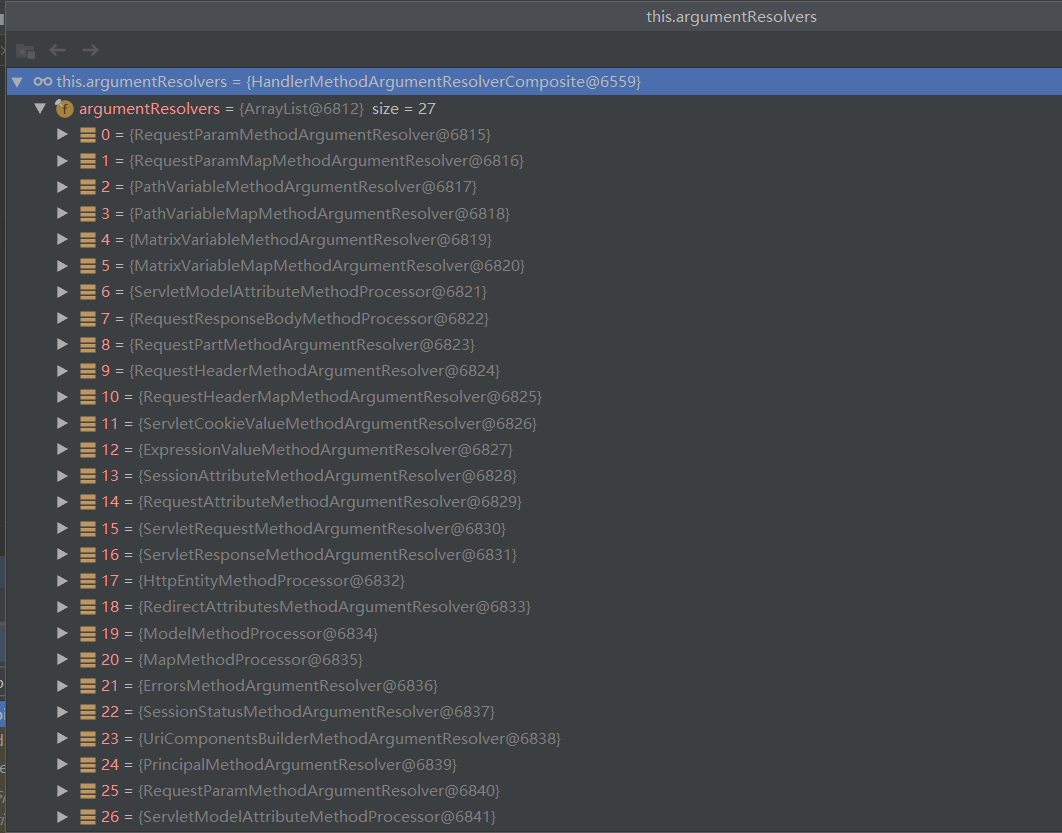 this.argumentResolvers
this.argumentResolvers = {HandlerMethodArgumentResolverComposite@6559}
argumentResolvers = {ArrayList@6812} size = 27
0 = {RequestParamMethodArgumentResolver@6815}
1 = {RequestParamMapMethodArgumentResolver@6816}
2 = {PathVariableMethodArgumentResolver@6817}
3 = {PathVariableMapMethodArgumentResolver@6818}
4 = {MatrixVariableMethodArgumentResolver@6819}
5 = {MatrixVariableMapMethodArgumentResolver@6820}
6 = {ServletModelAttributeMethodProcessor@6821}
7 = {RequestResponseBodyMethodProcessor@6822}
8 = {RequestPartMethodArgumentResolver@6823}
9 = {RequestHeaderMethodArgumentResolver@6824}
10 = {RequestHeaderMapMethodArgumentResolver@6825}
11 = {ServletCookieValueMethodArgumentResolver@6826}
12 = {ExpressionValueMethodArgumentResolver@6827}
13 = {SessionAttributeMethodArgumentResolver@6828}
14 = {RequestAttributeMethodArgumentResolver@6829}
15 = {ServletRequestMethodArgumentResolver@6830}
16 = {ServletResponseMethodArgumentResolver@6831}
17 = {HttpEntityMethodProcessor@6832}
18 = {RedirectAttributesMethodArgumentResolver@6833}
19 = {ModelMethodProcessor@6834}
20 = {MapMethodProcessor@6835}
21 = {ErrorsMethodArgumentResolver@6836}
22 = {SessionStatusMethodArgumentResolver@6837}
23 = {UriComponentsBuilderMethodArgumentResolver@6838}
24 = {PrincipalMethodArgumentResolver@6839}
25 = {RequestParamMethodArgumentResolver@6840}
26 = {ServletModelAttributeMethodProcessor@6841}